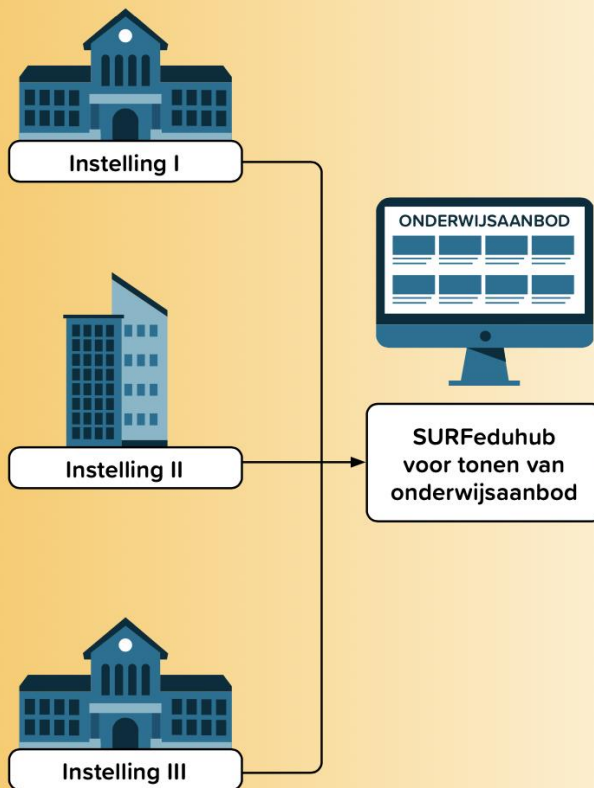 Instelling I
ONDERWIJSAANBOD
Instelling II
SURFeduhub
voor tonen van
onderwijsaanbod
Instelling III